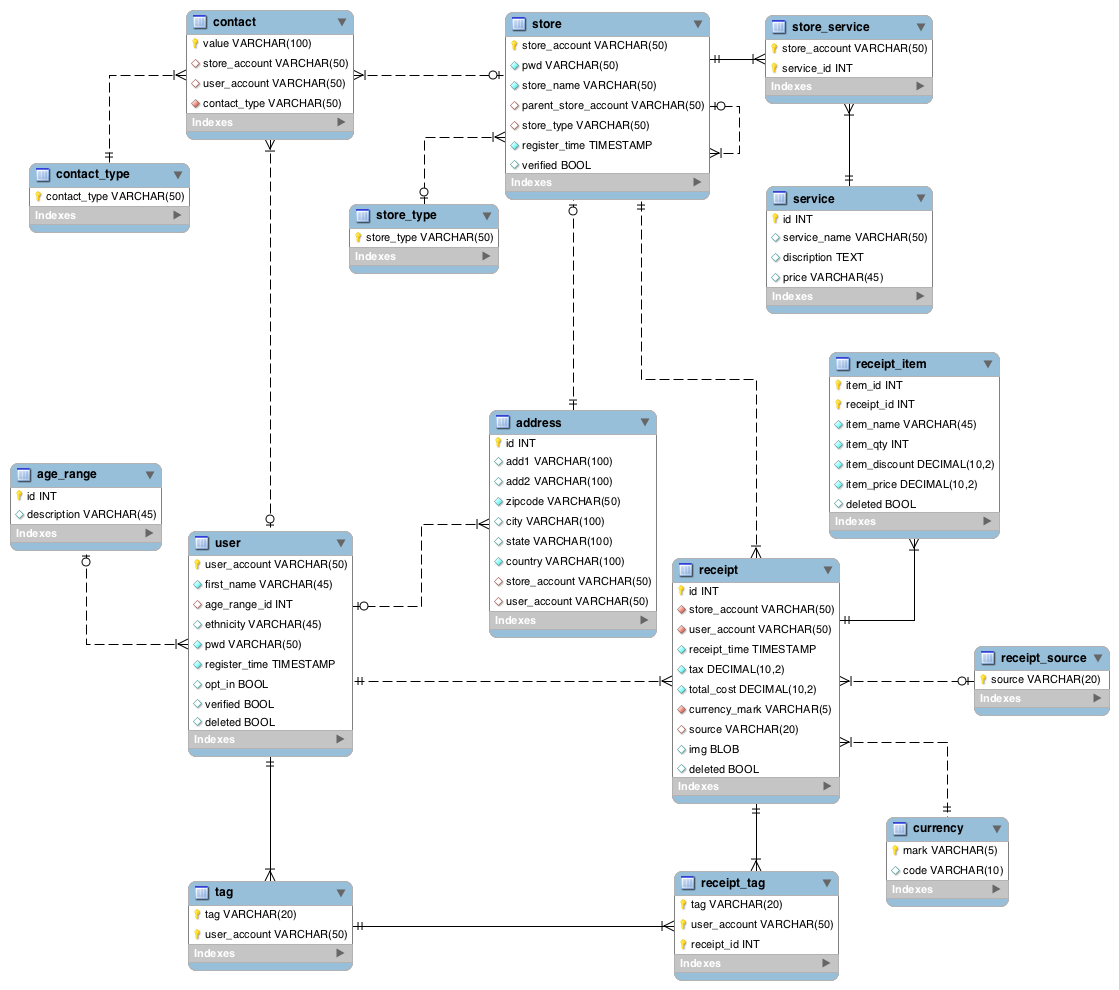 contact
value VARCHAR(100)
store_account VARCHAR(50)
user_account VARCHAR(50)
contact_type VARCHAR(50)
Indexes
store
store_account VARCHAR(50)
pwd VARCHAR(50)
store_name VARCHAR(50)
parent_store_account VARCHAR(50)
store_type VARCHAR(50)
register_time TIMESTAMP
verified BOOL
Indexes
store_service
store_account VARCHAR(50)
service_id INT
Indexes
contact_type
contact_type VARCHAR(50)
Indexes
store_type
store_type VARCHAR(50)
Indexes
service
id INT
service_name VARCHAR(50)
discription TEXT
price VARCHAR(45)
Indexes
receipt_item
item_id INT
receipt_id INT
item_name VARCHAR(45)
item_qty INT
item_discount DECIMAL(10,2)
item_price DECIMAL(10,2)
deleted BOOL
Indexes
address
id INT
add1 VARCHAR(100)
add2 VARCHAR(100)
zipcode VARCHAR(50)
city VARCHAR(100)
state VARCHAR(100)
country VARCHAR(100)
store_account VARCHAR(50)
user_account VARCHAR(50)
Indexes
age_range
id INT
description VARCHAR(45)
Indexes
user
user_account VARCHAR(50)
first_name VARCHAR(45)
age_range_id INT
ethnicity VARCHAR(45)
pwd VARCHAR(50)
register_time TIMESTAMP
opt_in BOOL
verified BOOL
deleted BOOL
Indexes
receipt
id INT
store_account VARCHAR(50)
user_account VARCHAR(50)
receipt_time TIMESTAMP
tax DECIMAL(10,2)
total_cost DECIMAL(10,2)
currency_mark VARCHAR(5)
source VARCHAR(20)
img BLOB
deleted BOOL
Indexes
receipt_source
source VARCHAR(20)
Indexes
currency
mark VARCHAR(5)
code VARCHAR(10)
Indexes
tag
tag VARCHAR(20)
user_account VARCHAR(50)
Indexes
receipt_tag
tag VARCHAR(20)
user_account VARCHAR(50)
receipt_id INT
Indexes